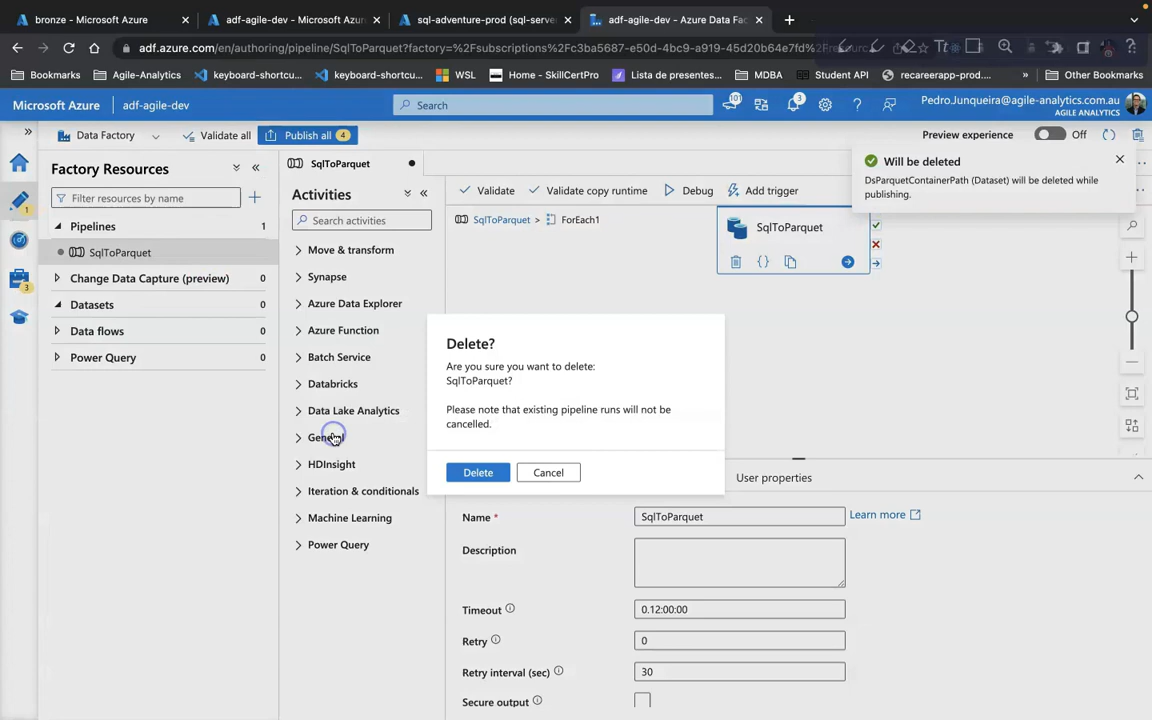 bronze - Microsoft Azure
adf-agile-dev - Microsoft Azu
sql-adventure-prod (sql-server
adf-agile-dev - Azure Data Fac
adf.azure.com/en/authoring/pipeline/SqlToParquet?factory=%2Fsubscriptions%2Fc3ba5687-e50d-4bc9-a919-45d20b64e7fd%2Fresource
Bookmarks
Agile-Analytics
keyboard-shortcu...
keyboard-shortcu...
WSL
Home - SkillCertPro
Lista de presentes...
MDBA
Student API
recareerapp-prod....
»
Other Bookmarks
Microsoft Azure
adf-agile-dev
Search
101
3
Pedro.Junqueira@agile-analytics.com.au
AGILE ANALYTICS
Data Factory
Validate all
Publish all
4
Preview experience
Off
Factory Resources
SqlToParquet
Will be deleted
DsParquetContainerPath (Dataset) will be deleted while
publishing.
Filter resources by name
Activities
Validate
Validate copy runtime
Debug
Add trigger
Pipelines
1
Search activities
SqlToParquet
>
ForEach1
SqlToParquet
SqlToParquet
Move & transform
Change Data Capture (preview)
0
Synapse
Datasets
0
Azure Data Explorer
Data flows
0
Azure Function
Power Query
0
Batch Service
Databricks
Data Lake Analytics
General
HDInsight
Iteration & conditionals
Machine Learning
Power Query
1
3
Delete?
Are you sure you want to delete:
SqlToParquet?
Please note that existing pipeline runs will not be
cancelled.
Delete
Cancel
User properties
Name *
SqlToParquet
Learn more
Description
Timeout
0.12:00:00
Retry
0
Retry interval (sec)
30
Secure output